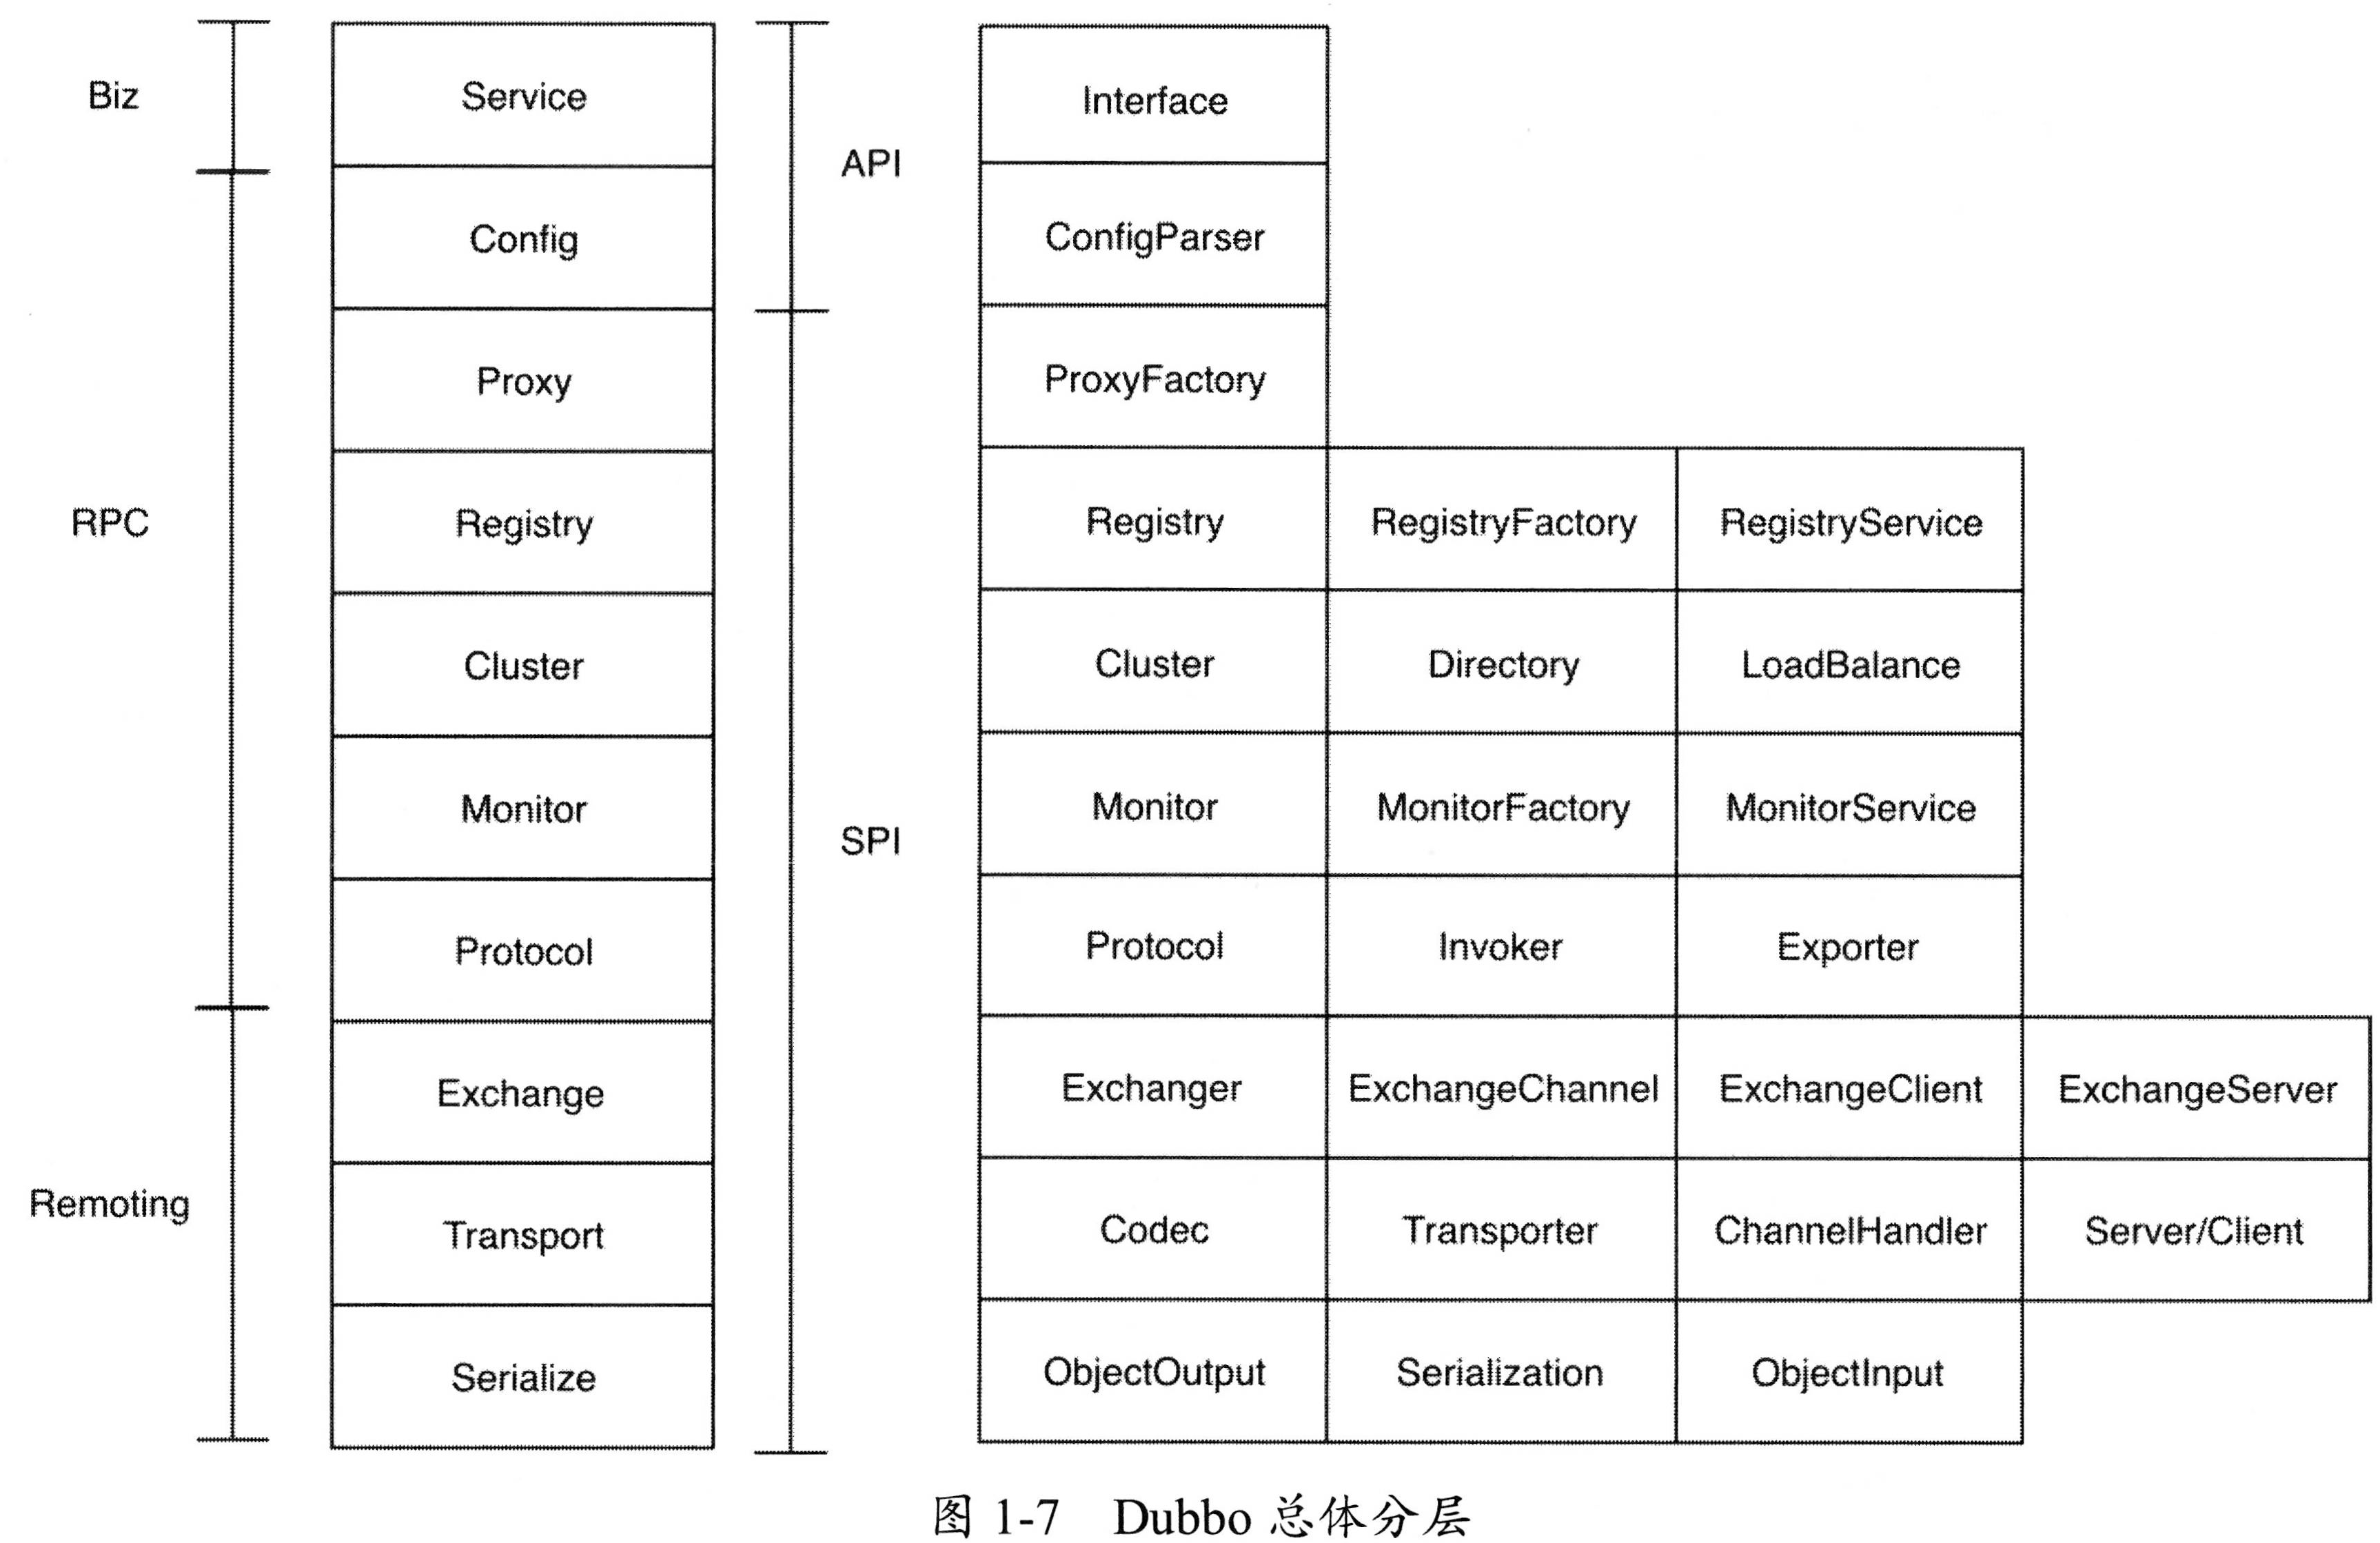 Biz
Service
API
Interface
Config
ConfigParser
Proxy
ProxyFactory
RPC
Registry
Registry RegistryFactory RegistryService
Cluster
Cluster Directory LoadBalance
Monitor
SPI
Monitor MonitorFactory MonitorService
Protocol
Protocol Invoker Exporter
Exchange
Exchanger ExchangeChannel ExchangeClient ExchangeServer
Remoting
Transport
Codec Transporter ChannelHandler Server/Client
Serialize
ObjectOutput Serialization ObjectInput
图 1-7 Dubbo 总体分层